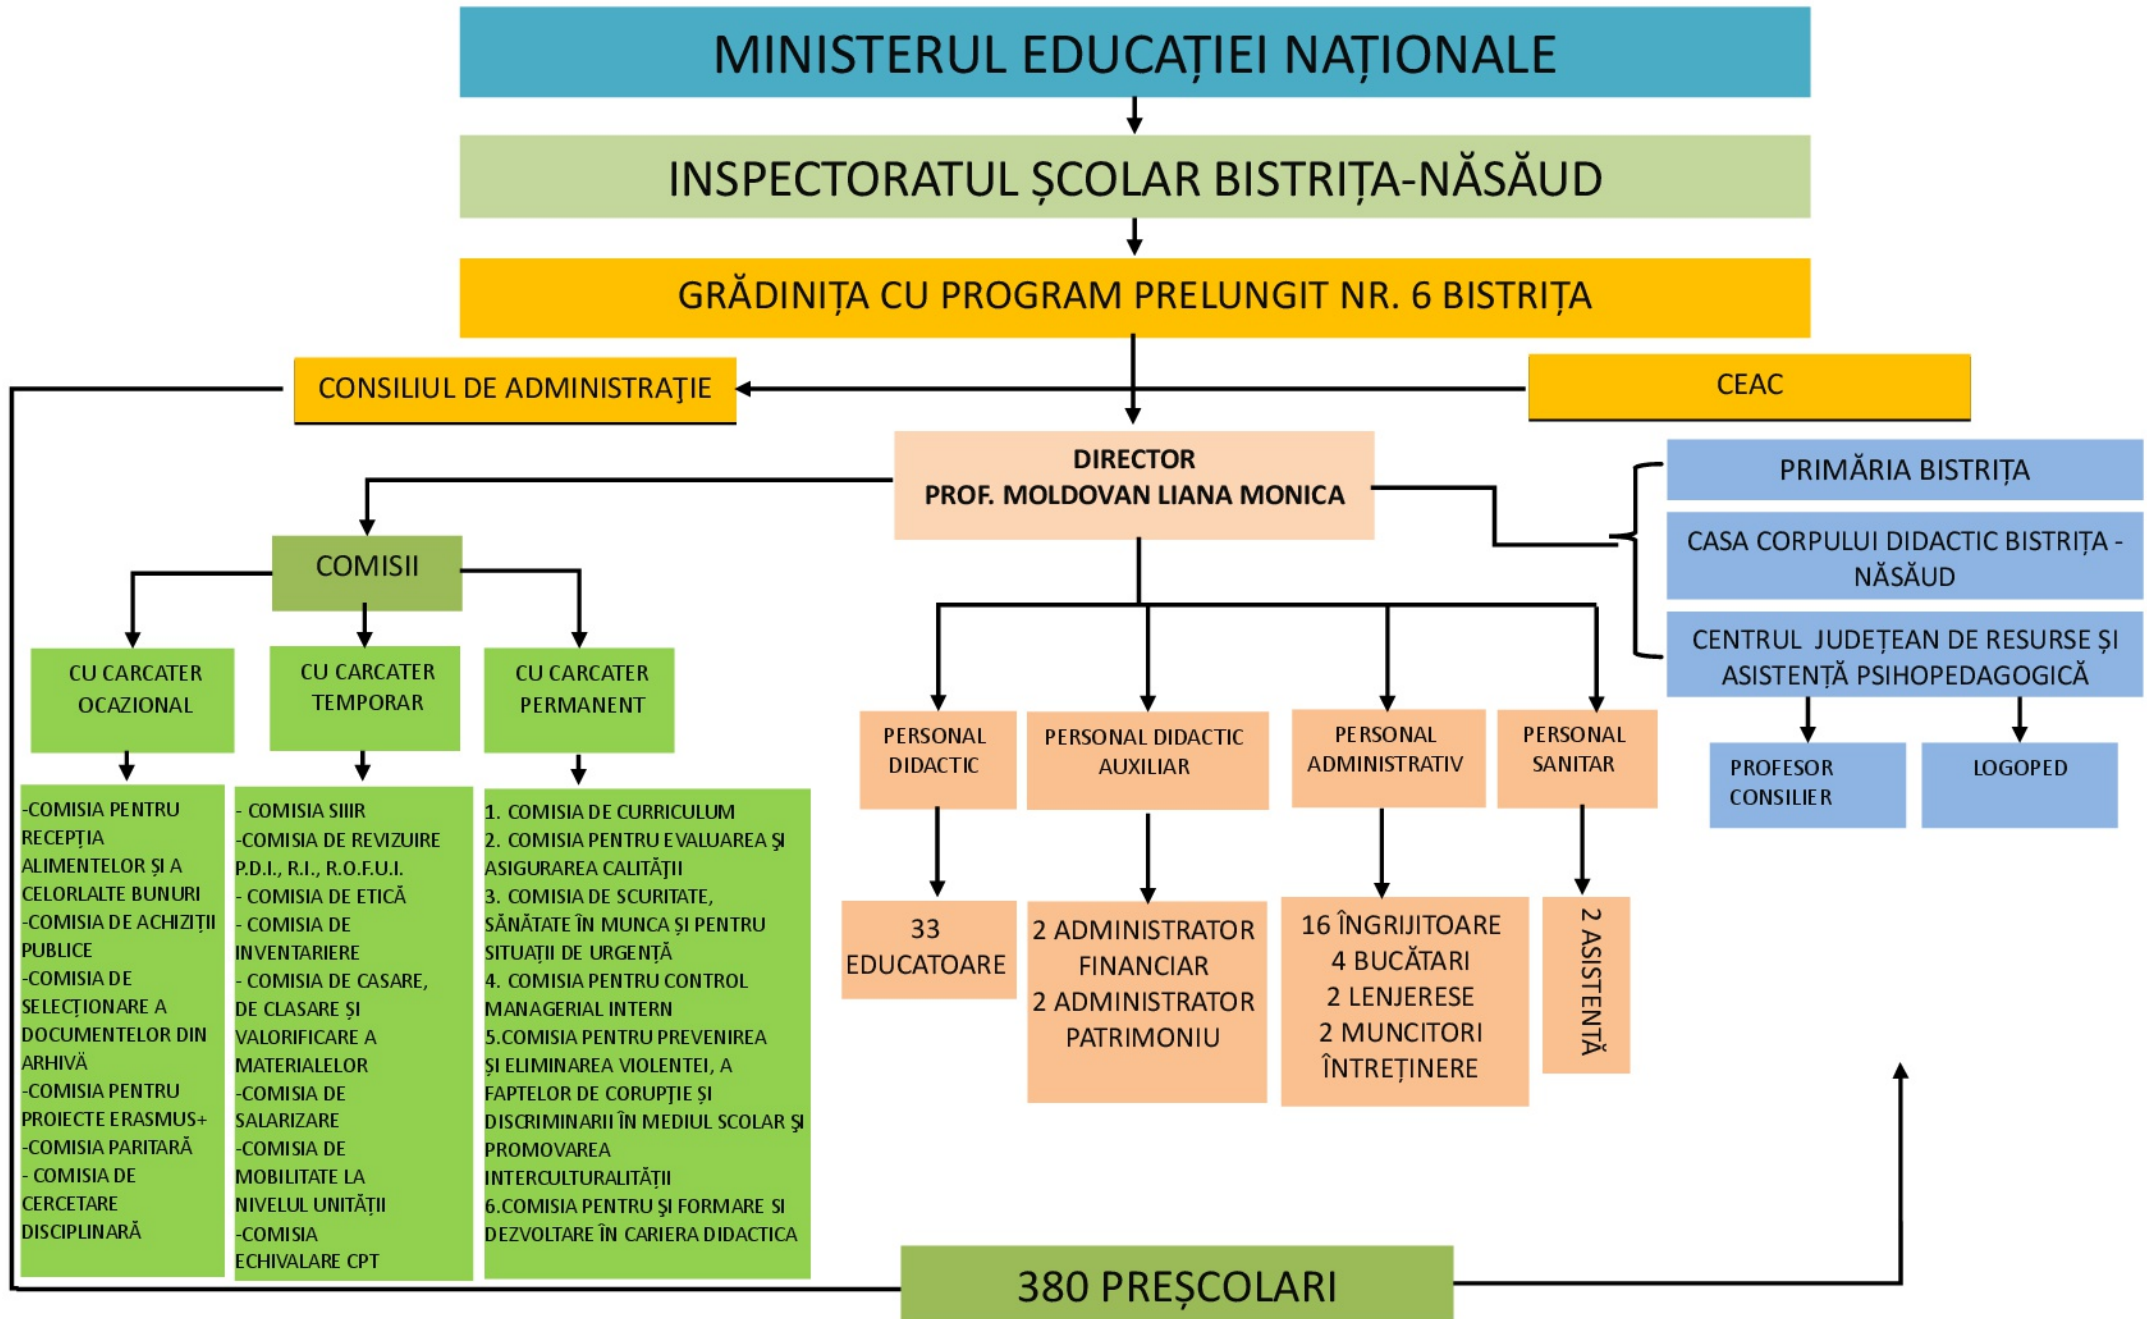 MINISTERUL EDUCAȚIEI NAȚIONALE
INSPECTORATUL ȘCOLAR BISTRIȚA-NĂSĂUD
GRĂDINIȚA CU PROGRAM PRELUNGIT NR. 6 BISTRIȚA
CONSILIUL DE ADMINISTRAŢIE
CEAC
DIRECTOR
PROF. MOLDOVAN LIANA MONICA
PRIMĂRIA BISTRIȚA
CASA CORPULUI DIDACTIC BISTRIȚA -
NĂSĂUD
CENTRUL JUDEȚEAN DE RESURSE ȘI
ASISTENȚĂ PSIHOPEDAGOGICĂ
PROFESOR
CONSILIER
LOGOPED
COMISII
CU CARCATER
OCAZIONAL
CU CARCATER
TEMPORAR
CU CARCATER
PERMANENT
-COMISIA PENTRU
RECEPȚIA
ALIMENTELOR ȘI A
CELORLALTE BUNURI
-COMISIA DE ACHIZIȚII
PUBLICE
-COMISIA DE
SELECȚIONARE A
DOCUMENTELOR DIN
ARHIVÄ
-COMISIA PENTRU
PROIECTE ERASMUS+
-COMISIA PARITARĂ
- COMISIA DE
CERCETARE
DISCIPLINARĂ
- COMISIA SIIIR
-COMISIA DE REVIZUIRE
P.D.I., R.I., R.O.F.U.I.
- COMISIA DE ETICĂ
- COMISIA DE
INVENTARIERE
- COMISIA DE CASARE,
DE CLASARE ȘI
VALORIFICARE A
MATERIALELOR
-COMISIA DE
SALARIZARE
-COMISIA DE
MOBILITATE LA
NIVELUL UNITĂȚII
-COMISIA
ECHIVALARE CPT
1. COMISIA DE CURRICULUM
2. COMISIA PENTRU EVALUAREA ŞI
ASIGURAREA CALITĂŢII
3. COMISIA DE SCURITATE,
SĂNĂTATE ÎN MUNCA ȘI PENTRU
SITUAȚII DE URGENȚĂ
4. COMISIA PENTRU CONTROL
MANAGERIAL INTERN
5.COMISIA PENTRU PREVENIREA
ȘI ELIMINAREA VIOLENTEI, A
FAPTELOR DE CORUPŢIE ȘI
DISCRIMINARII ÎN MEDIUL SCOLAR ŞI
PROMOVAREA
INTERCULTURALITĂŢII
6.COMISIA PENTRU ŞI FORMARE SI
DEZVOLTARE ÎN CARIERA DIDACTICA
PERSONAL
DIDACTIC
PERSONAL DIDACTIC
AUXILIAR
PERSONAL
ADMINISTRATIV
PERSONAL
SANITAR
33
EDUCATOARE
2 ADMINISTRATOR
FINANCIAR
2 ADMINISTRATOR
PATRIMONIU
16 ÎNGRIJITOARE
4 BUCĂTARI
2 LENJERESE
2 MUNCITORI
ÎNTREȚINERE
2 ASISTENTĂ
380 PREȘCOLARI